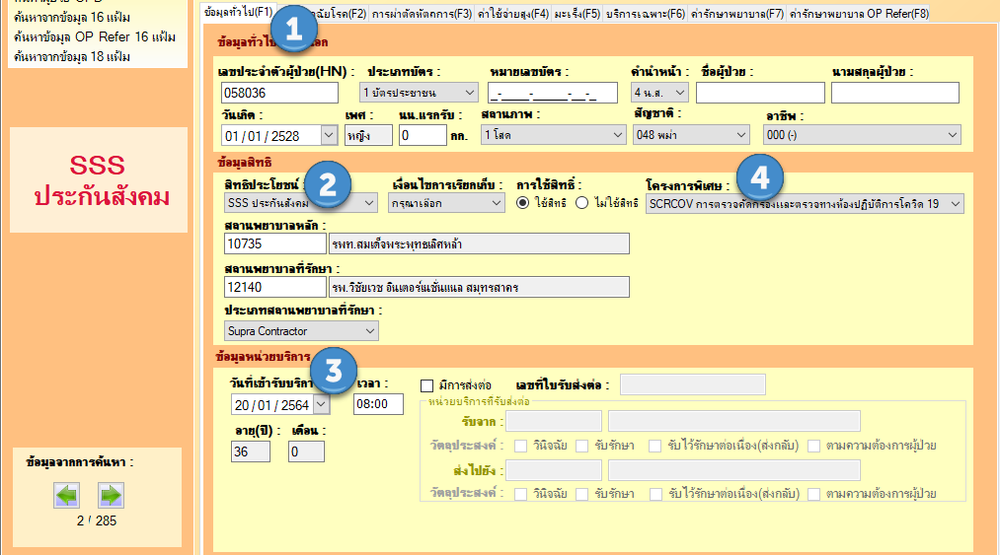 ค้นหาจากข้อมูล 16 แฟ้ม
ค้นหาข้อมูล OP Refer 16 แฟ้ม
ค้นหาจากข้อมูล 18 แฟ้ม
SSS
ประกันสังคม
ข้อมูลจากการค้นหา :
2 / 285
ข้อมูลทั่วไป(F1) การผ่าตัดหัตถการ(F3) ค่าใช้จ่ายสูง(F4) มะเร็ง(F5) บริการเฉพาะ(F6) ค่ารักษาพยาบาล(F7) ค่ารักษาพยาบาล OP Refer(F8)
1
เลขประจำตัวผู้ป่วย(HN) : ประเภทบัตร : หมายเลขบัตร : คำนำหน้า : ชื่อผู้ป่วย : นามสกุลผู้ป่วย :
058036 1 บัตรประชาชน _-____-_____-__-_ 4 น.ส.
วันเกิด : เพศ : นน.แรกรับ : สถานภาพ : สัญชาติ : อาชีพ :
01 / 01 / 2528 หญิง 0 กก. 1 โสด 048 พม่า 000 (-)
ข้อมูลสิทธิ
สิทธิประโยชน์ 2 เงื่อนไขการเรียกเก็บ : การใช้สิทธิ์ : โครงการพิเศษ : 4
SSS ประกันสังคม กรุณาเลือก ใช้สิทธิ ไม่ใช้สิทธิ SCRCOV การตรวจคัดกรองและตรวจทางห้องปฏิบัติการโควิด 19
สถานพยาบาลหลัก :
10735 รพท.สมเด็จพระพุทธเลิศหล้า
สถานพยาบาลที่รักษา :
12140 รพ.วิชัยเวช อินเตอร์เนชั่นแนล สมุทรสาคร
ประเภทสถานพยาบาลที่รักษา :
Supra Contractor
ข้อมูลหน่วยบริการ 3
วันที่เข้ารับบริการ เวลา : มีการส่งต่อ เลขที่ใบรับส่งต่อ :
20 / 01 / 2564 08:00
หน่วยบริการที่รับส่งต่อ
อายุ(ปี) : เดือน : รับจาก :
36 0 วัตถุประสงค์ : วินิจฉัย รับรักษา รับไว้รักษาต่อเนื่อง(ส่งกลับ) ตามความต้องการผู้ป่วย
ส่งไปยัง :
วัตถุประสงค์ : วินิจฉัย รับรักษา รับไว้รักษาต่อเนื่อง(ส่งกลับ) ตามความต้องการผู้ป่วย